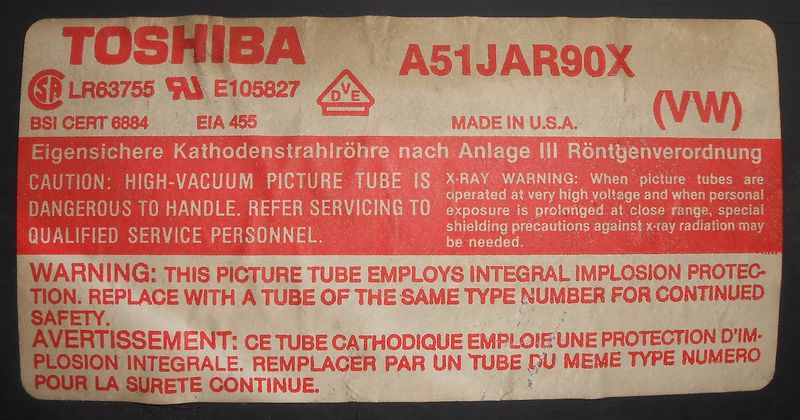 TOSHIBA
A51JAR90X
SA LR63755 RU E105827 DVE
(VW)
BSI CERT 6884 EIA 455 MADE IN U.S.A.
Eigensichere Kathodenstrahlröhre nach Anlage III Röntgenverordnung
CAUTION: HIGH-VACUUM PICTURE TUBE IS
DANGEROUS TO HANDLE. REFER SERVICING TO
QUALIFIED SERVICE PERSONNEL.
X-RAY WARNING: When picture tubes are
operated at very high voltage and when personal
exposure is prolonged at close range, special
shielding precautions against x-ray radiation may
be needed.
WARNING: THIS PICTURE TUBE EMPLOYS INTEGRAL IMPLOSION PROTEC-
TION. REPLACE WITH A TUBE OF THE SAME TYPE NUMBER FOR CONTINUED
SAFETY.
AVERTISSEMENT: CE TUBE CATHODIQUE EMPLOIE UNE PROTECTION D'IM-
PLOSION INTEGRALE. REMPLACER PAR UN TUBE DU MEME TYPE NUMERO
POUR LA SURETE CONTINUE.